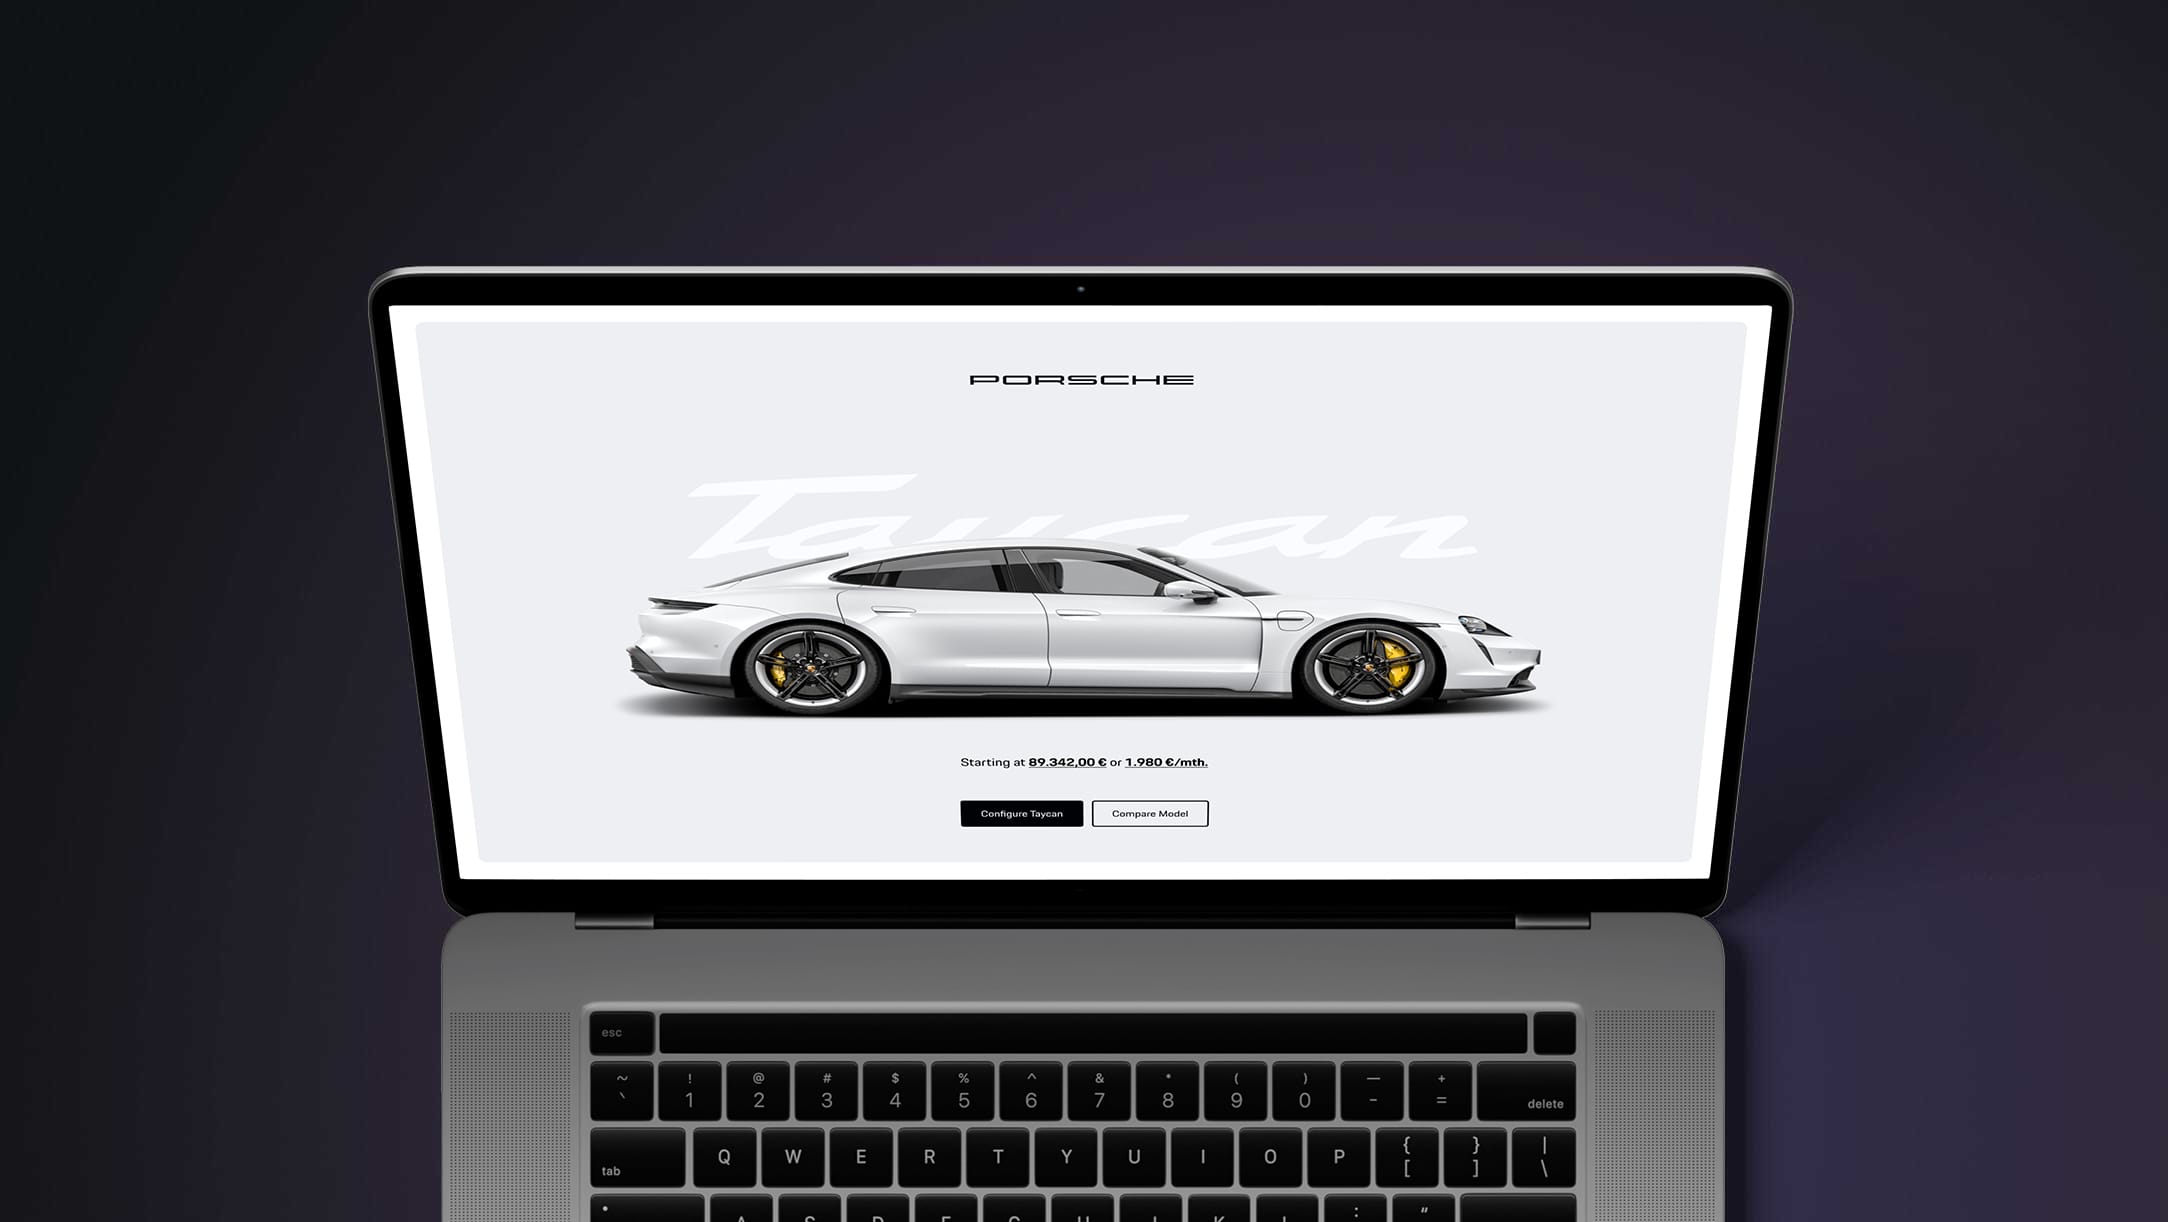 PORSCHE
Taycan
Starting at 89.342,00 € or 1.980 €/mth.
Configure Taycan
Compare Model
esc
~ ! @ # $ % ^ & * ( ) — +
` 1 2 3 4 5 6 7 8 9 0 - = delete
{ } |
tab Q W E R T Y U I O P [ ] \
: “
A S D F G H J K L